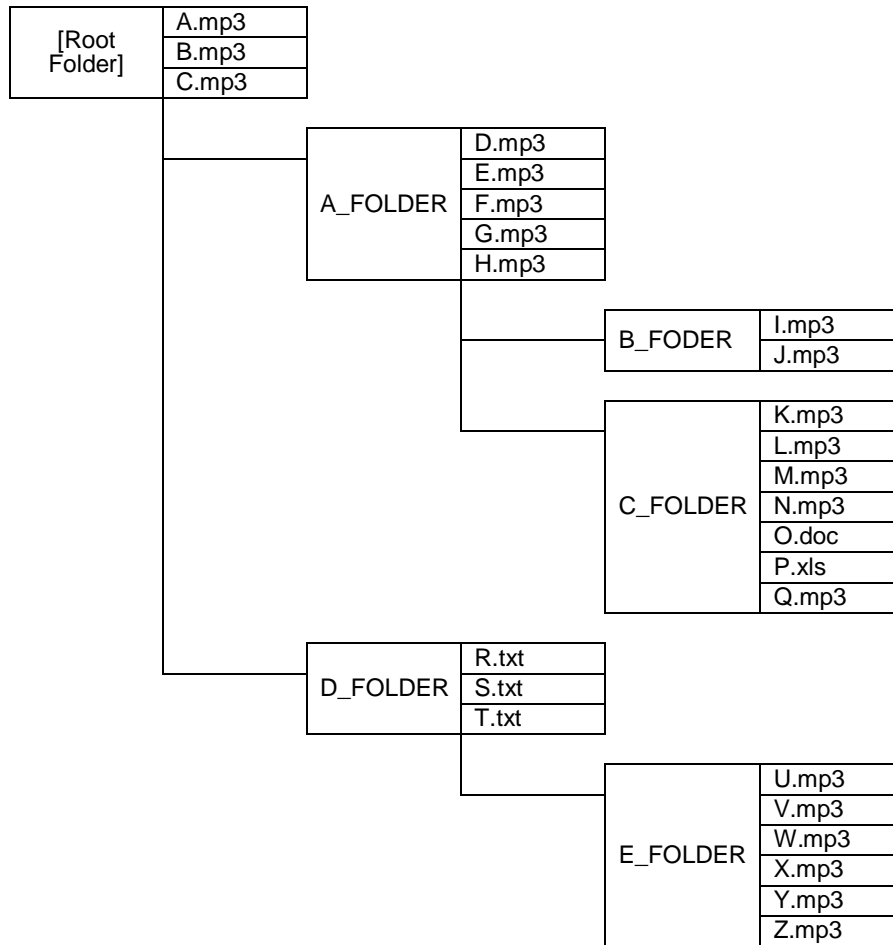 [Root
Folder]
A.mp3
B.mp3
C.mp3
A_FOLDER
D.mp3
E.mp3
F.mp3
G.mp3
H.mp3
B_FODER
I.mp3
J.mp3
C_FOLDER
K.mp3
L.mp3
M.mp3
N.mp3
O.doc
P.xls
Q.mp3
D_FOLDER
R.txt
S.txt
T.txt
E_FOLDER
U.mp3
V.mp3
W.mp3
X.mp3
Y.mp3
Z.mp3